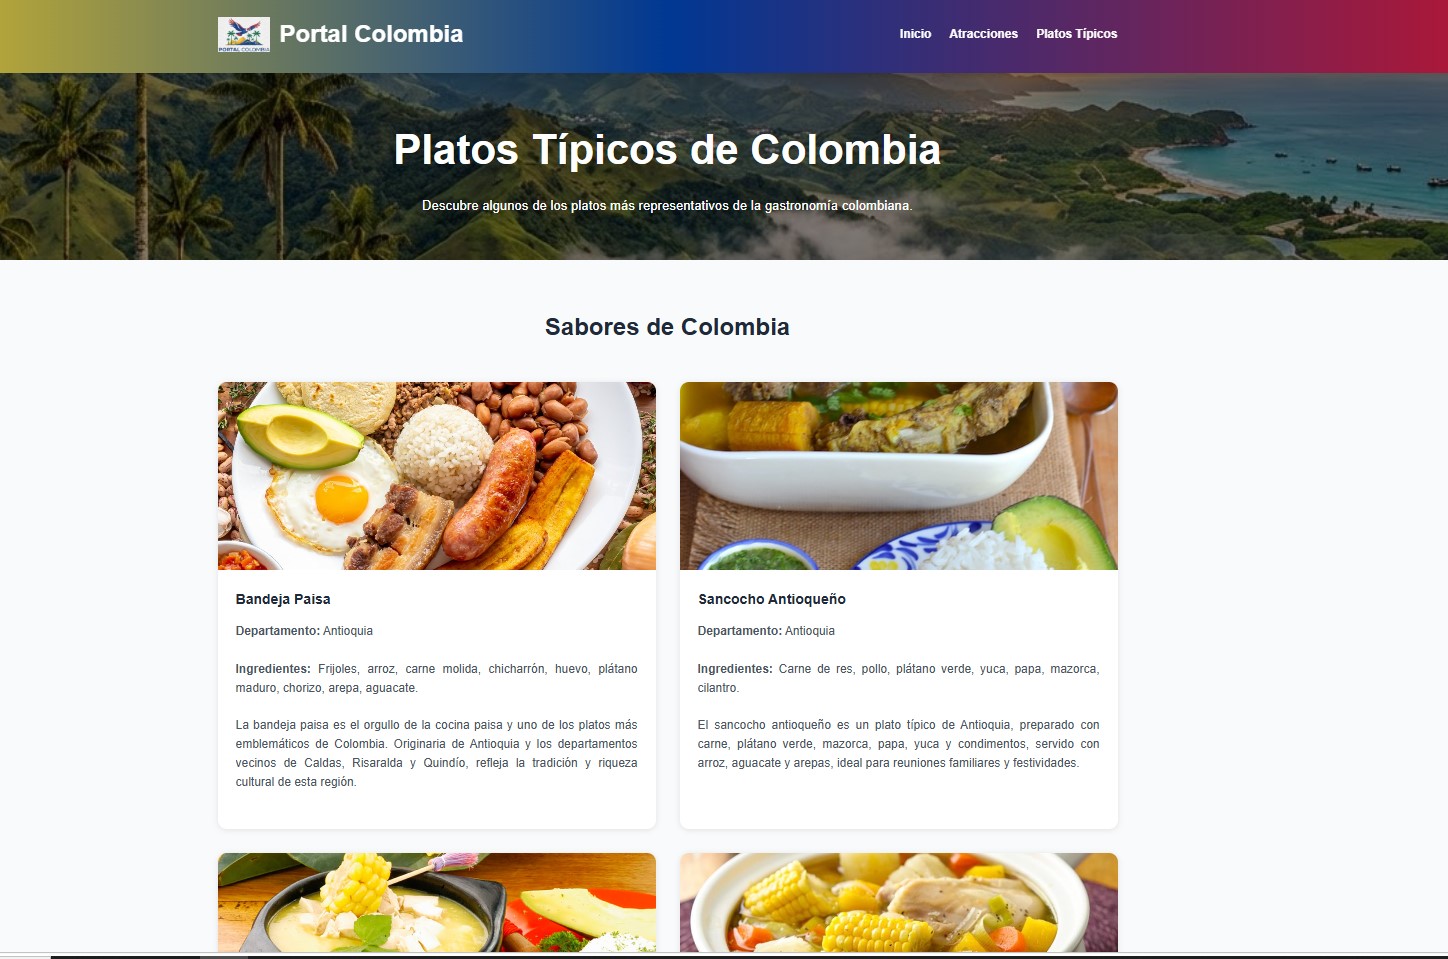 PORTAL COLOMBIA
Portal Colombia
Inicio
Atracciones
Platos Típicos
Platos Típicos de Colombia
Descubre algunos de los platos más representativos de la gastronomía colombiana.
Sabores de Colombia
Bandeja Paisa
Departamento: Antioquia
Ingredientes: Frijoles, arroz, carne molida, chicharrón, huevo, plátano
maduro, chorizo, arepa, aguacate.
La bandeja paisa es el orgullo de la cocina paisa y uno de los platos más
emblemáticos de Colombia. Originaria de Antioquia y los departamentos
vecinos de Caldas, Risaralda y Quindío, refleja la tradición y riqueza
cultural de esta región.
Sancocho Antioqueño
Departamento: Antioquia
Ingredientes: Carne de res, pollo, plátano verde, yuca, papa, mazorca,
cilantro.
El sancocho antioqueño es un plato típico de Antioquia, preparado con
carne, plátano verde, mazorca, papa, yuca y condimentos, servido con
arroz, aguacate y arepas, ideal para reuniones familiares y festividades.